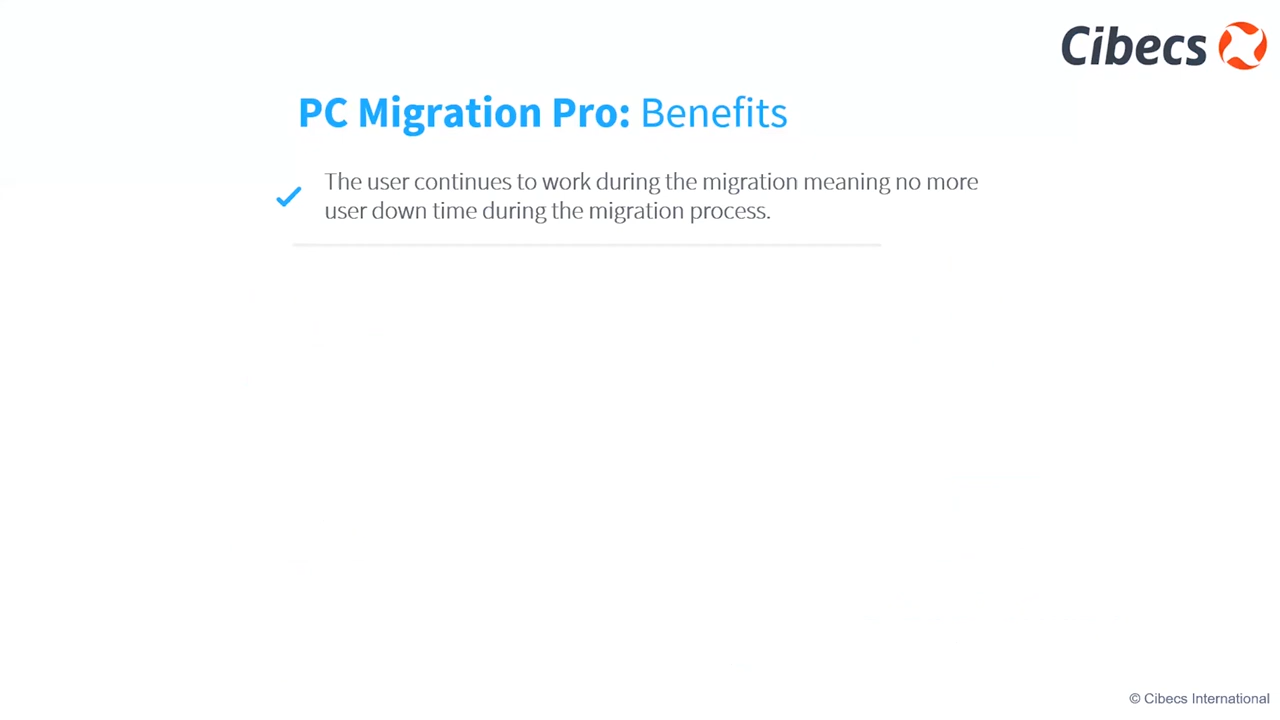 Cibecs
PC Migration Pro: Benefits
The user continues to work during the migration meaning no more
user down time during the migration process.
© Cibecs International